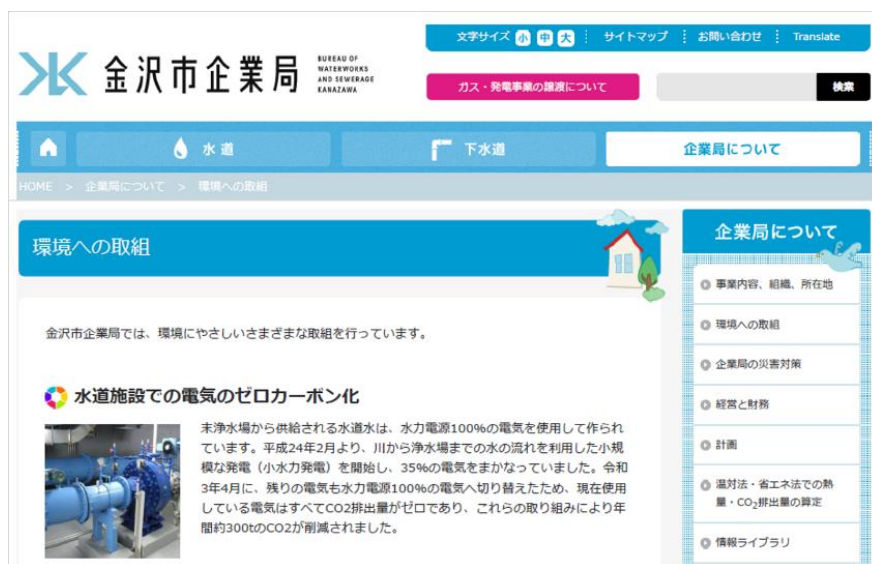 文字サイズ 小 中 大 サイトマップ お問い合わせ Translate
金沢市企業局
BUREAU OF
WATERWORKS
AND SEWERAGE
KANAZAWA
ガス・発電事業の譲渡について
検索
水道
下水道
企業局について
HOME > 企業局について > 環境への取組
環境への取組
金沢市企業局では、環境にやさしいさまざまな取組を行っています。
水道施設での電気のゼロカーボン化
末浄水場から供給される水道水は、水力電源100%の電気を使用して作られ
ています。平成24年2月より、川から浄水場までの水の流れを利用した小規
模な発電（小水力発電）を開始し、35%の電気をまかなっていました。令和
3年4月に、残りの電気も水力電源100%の電気へ切り替えたため、現在使用
している電気はすべてCO2排出量がゼロであり、これらの取り組みにより年
間約300tのCO2が削減されました。
企業局について
事業内容、組織、所在地
環境への取組
企業局の災害対策
経営と財務
計画
温対法・省エネ法での熱
量・CO₂排出量の算定
情報ライブラリ